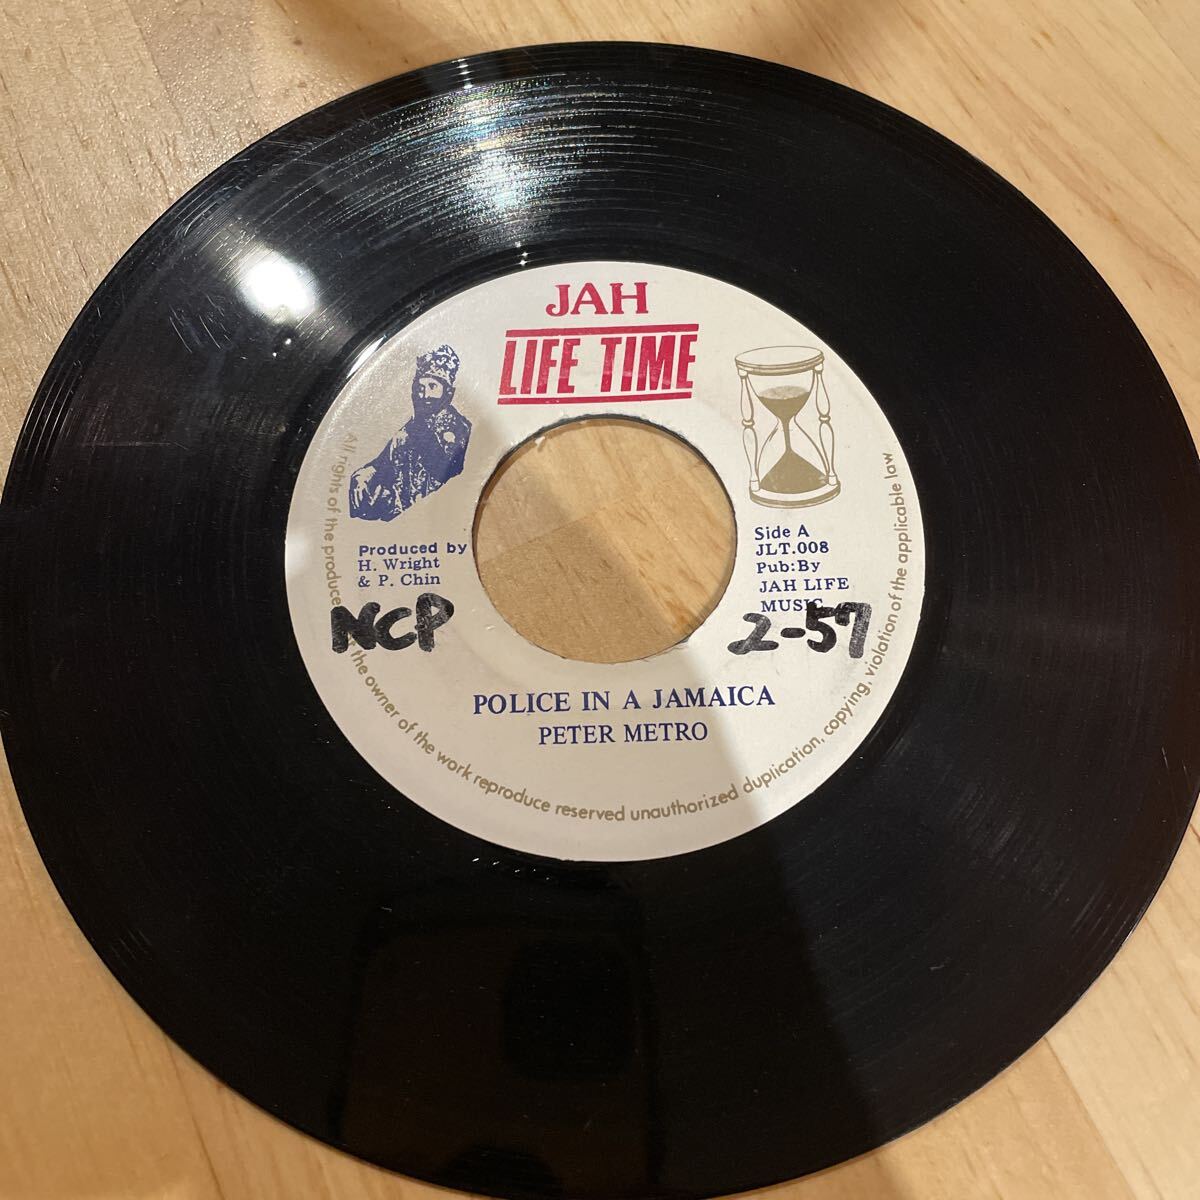 JAH
LIFE TIME
Produced by
H. Wright
& P. Chin
NCP
Side A
JLT.008
Pub:By
JAH LIFE
MUSIC
2-57
POLICE IN A JAMAICA
PETER METRO
All rights of the producer the owner of the work reproduce reserved unauthorized duplication, copying, violation of the applicable law